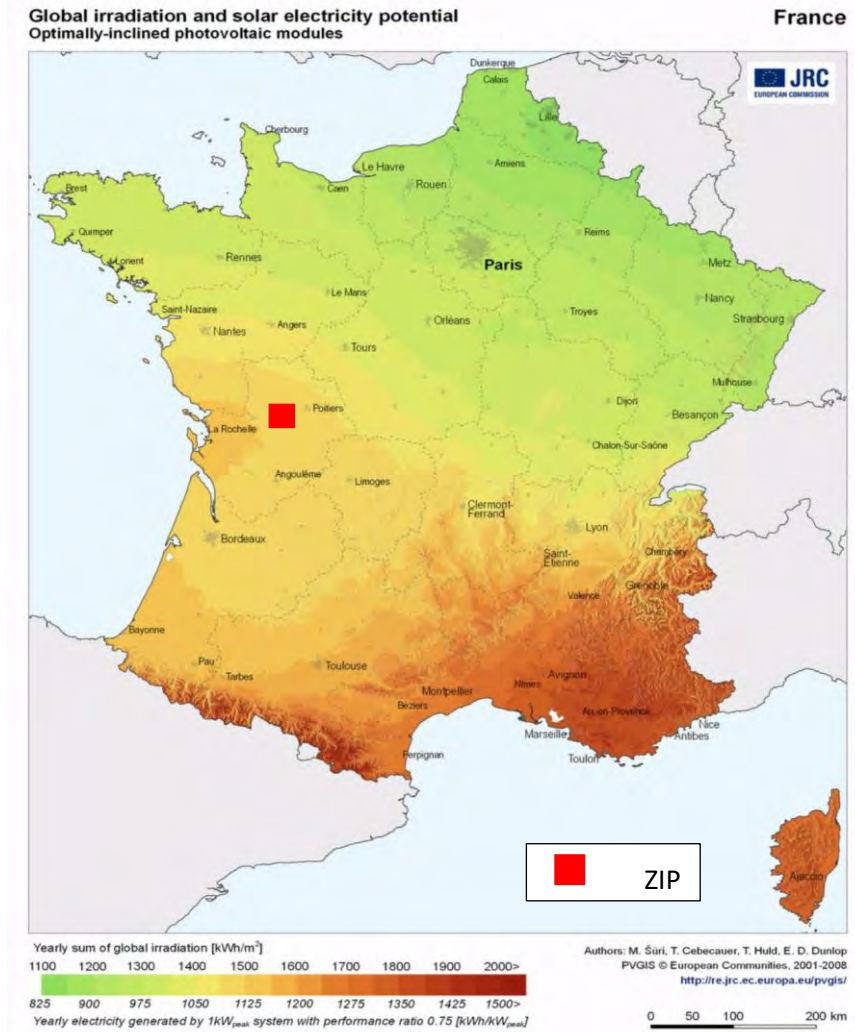 Global irradiation and solar electricity potential
Optimally-inclined photovoltaic modules
France
JRC
EUROPEAN COMMISSION
Dunkerque
Calais
Lille
Cherbourg
Le Havre
Amiens
Rouen
Caen
Brest
Reims
Quimper
Paris
Metz
Lorient
Rennes
Le Mans
Nancy
Saint-Nazaire
Troyes
Strasbourg
Orléans
Angers
Nantes
Tours
Mulhouse
Dijon
Besançon
Poitiers
La Rochelle
Chalon-Sur-Saône
Angoulême
Limoges
Clermont-
Ferrand
Lyon
Bordeaux
Saint-
Etienne
Chambéry
Grenoble
Valence
Bayonne
Pau
Tarbes
Toulouse
Avignon
Nimes
Montpellier
Beziers
Aix-en-Provence
Nice
Antibes
Marseille
Toulon
Perpignan
Ajaccio
ZIP
Yearly sum of global irradiation [kWh/m²]
1100 1200 1300 1400 1500 1600 1700 1800 1900 2000>
825 900 975 1050 1125 1200 1275 1350 1425 1500>
Yearly electricity generated by 1kWpeak system with performance ratio 0.75 [kWh/kWpeak]
Authors: M. Šúri, T. Cebecauer, T. Huld, E. D. Dunlop
PVGIS © European Communities, 2001-2008
http://re.jrc.ec.europa.eu/pvgis/
0 50 100 200 km